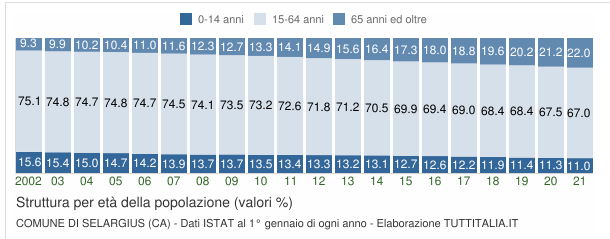 0-14 anni 15-64 anni 65 anni ed oltre
9.3 9.9 10.2 10.4 11.0 11.6 12.3 12.7 13.3 14.1 14.9 15.6 16.4 17.3 18.0 18.8 19.6 20.2 21.2 22.0
75.1 74.8 74.7 74.8 74.7 74.5 74.1 73.5 73.2 72.6 71.8 71.2 70.5 69.9 69.4 69.0 68.4 68.4 67.5 67.0
15.6 15.4 15.0 14.7 14.2 13.9 13.7 13.7 13.5 13.4 13.3 13.2 13.1 12.7 12.6 12.2 11.9 11.4 11.3 11.0
2002 03 04 05 06 07 08 09 10 11 12 13 14 15 16 17 18 19 20 21
Struttura per età della popolazione (valori %)
COMUNE DI SELARGIUS (CA) - Dati ISTAT al 1° gennaio di ogni anno - Elaborazione TUTTITALIA.IT